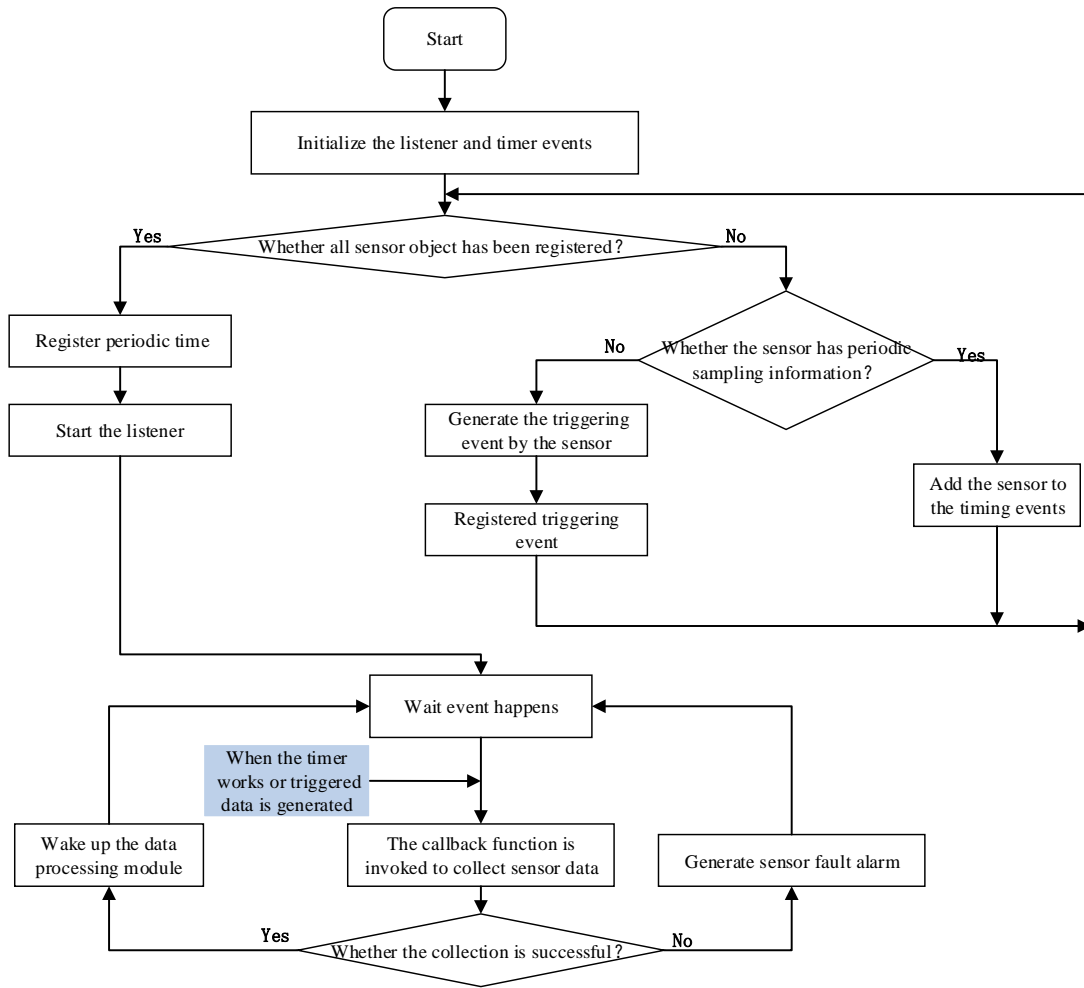 Start
Initialize the listener and timer events
Yes
Whether all sensor object has been registered?
No
Register periodic time
Start the listener
No
Whether the sensor has periodic
sampling information?
Yes
Generate the triggering
event by the sensor
Registered triggering
event
Add the sensor to
the timing events
Wait event happens
When the timer
works or triggered
data is generated
Wake up the data
processing module
The callback function is
invoked to collect sensor data
Generate sensor fault alarm
Yes
Whether the collection is successful?
No